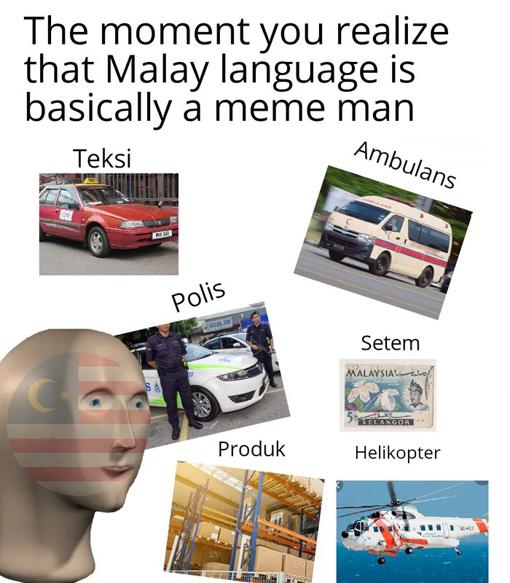 The moment you realize
that Malay language is
basically a meme man
Teksi
Ambulans
Polis
Setem
MALAYSIA
SELANGOR
Produk
Helikopter